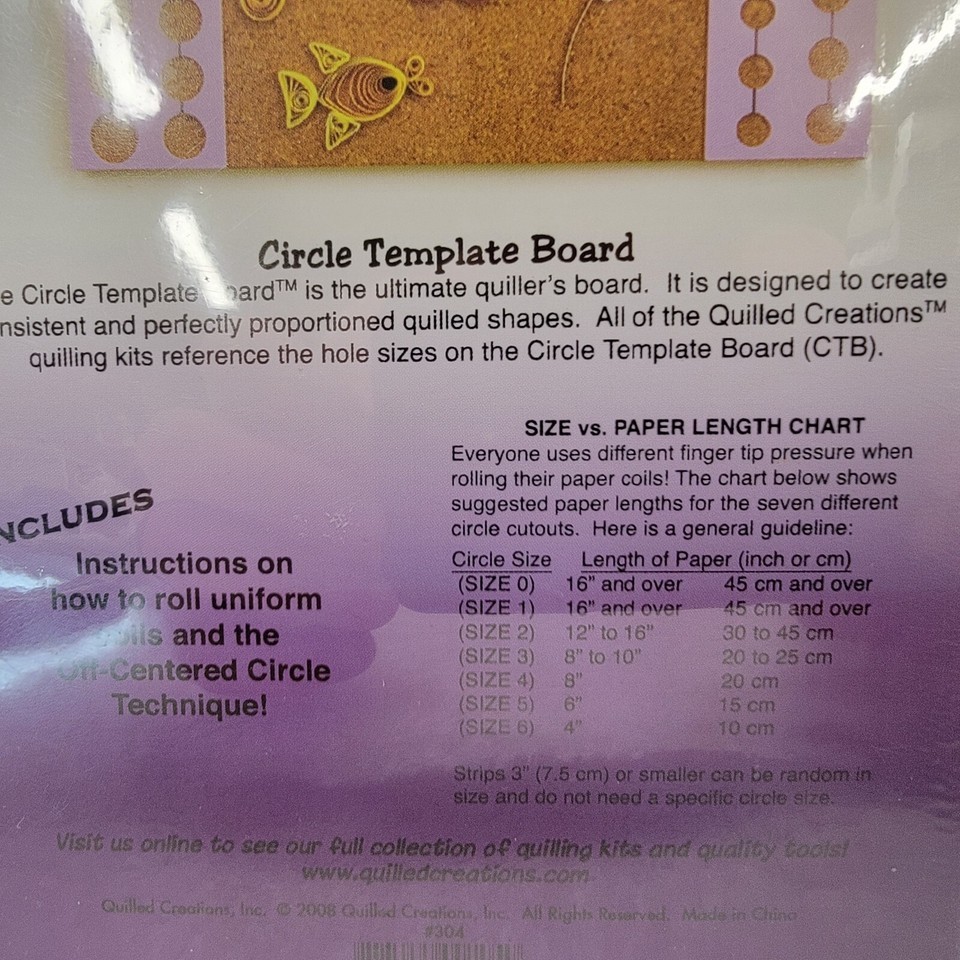 Circle Template Board
e Circle Template oard™ is the ultimate quiller's board. It is designed to create
nsistent and perfectly proportioned quilled shapes. All of the Quilled Creations™
quilling kits reference the hole sizes on the Circle Template Board (CTB).
NCLUDES
Instructions on
how to roll uniform
and the
Off-Centered Circle
Technique!
SIZE vs. PAPER LENGTH CHART
Everyone uses different finger tip pressure when
rolling their paper coils! The chart below shows
suggested paper lengths for the seven different
circle cutouts. Here is a general guideline:
Circle Size Length of Paper (inch or cm)
(SIZE 0) 16" and over 45 cm and over
(SIZE 1) 16" and over 45 cm and over
(SIZE 2) 12" to 16" 30 to 45 cm
(SIZE 3) 8" to 10" 20 to 25 cm
(SIZE 4) 8" 20 cm
(SIZE 5) 6" 15 cm
(SIZE 6) 4" 10 cm
Strips 3" (7.5 cm) or smaller can be random in
size and do not need a specific circle size.
Visit us online to see our full collection of quilling kits and quality tools!
www.quilledcreations.com
Quilled Creations, Inc. © 2008 Quilled Creations, Inc. All Rights Reserved. Made in China
#304